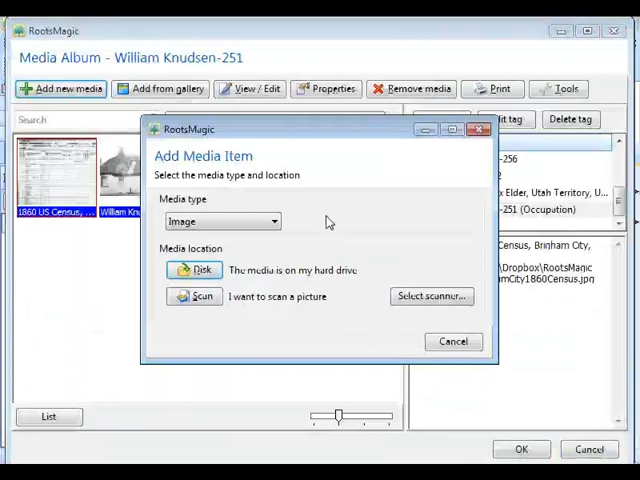 RootsMagic
Media Album - William Knudsen-251
Add new media
Add from gallery
View / Edit
Properties
Remove media
Print
Tools
Search
tag
Delete tag
1860 US Census, ...
William Knu
-256
Elder, Utah Territory, U...
-251 (Occupation)
Census, Brigham City,
\Dropbox\RootsMagic
City1860Census.jpg
RootsMagic
Add Media Item
Select the media type and location
Media type
Image
Media location
Disk
The media is on my hard drive
Scan
I want to scan a picture
Select scanner...
Cancel
List
OK
Cancel